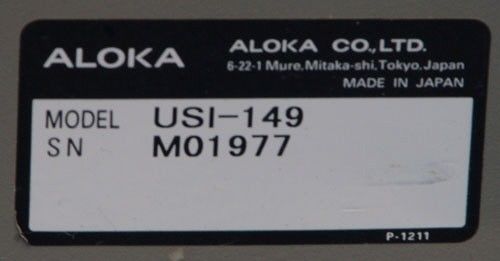 ALOKA
ALOKA CO.,LTD.
6-22-1 Mure, Mitaka-shi, Tokyo, Japan
MADE IN JAPAN
MODEL USI-149
SN M01977
P-1211